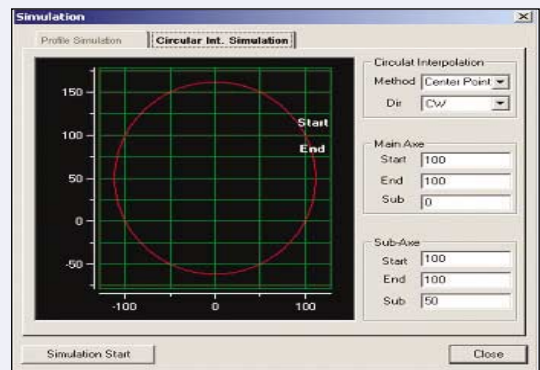 Simulation
Profile Simulation
Circular Int. Simulation
Circulat Interpolation
Method Center Point
Dir CW
150
100
50
0
-50
-100 0 100
Start
End
Main Axe
Start 100
End 100
Sub 0
Sub-Axe
Start 100
End 100
Sub 50
Simulation Start
Close